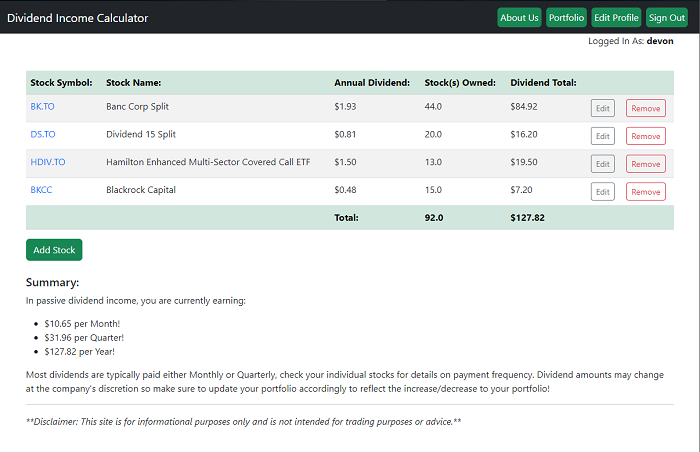 Dividend Income Calculator About Us Portfolio Edit Profile Sign Out
Logged In As: devon
Stock Symbol: Stock Name: Annual Dividend: Stock(s) Owned: Dividend Total:
BK.TO Banc Corp Split $1.93 44.0 $84.92 Edit Remove
DS.TO Dividend 15 Split $0.81 20.0 $16.20 Edit Remove
HDIV.TO Hamilton Enhanced Multi-Sector Covered Call ETF $1.50 13.0 $19.50 Edit Remove
BKCC Blackrock Capital $0.48 15.0 $7.20 Edit Remove
Total: 92.0 $127.82
Add Stock
Summary:
In passive dividend income, you are currently earning:
• $10.65 per Month!
• $31.96 per Quarter!
• $127.82 per Year!
Most dividends are typically paid either Monthly or Quarterly, check your individual stocks for details on payment frequency. Dividend amounts may change
at the company's discretion so make sure to update your portfolio accordingly to reflect the increase/decrease to your portfolio!
**Disclaimer: This site is for informational purposes only and is not intended for trading purposes or advice.**